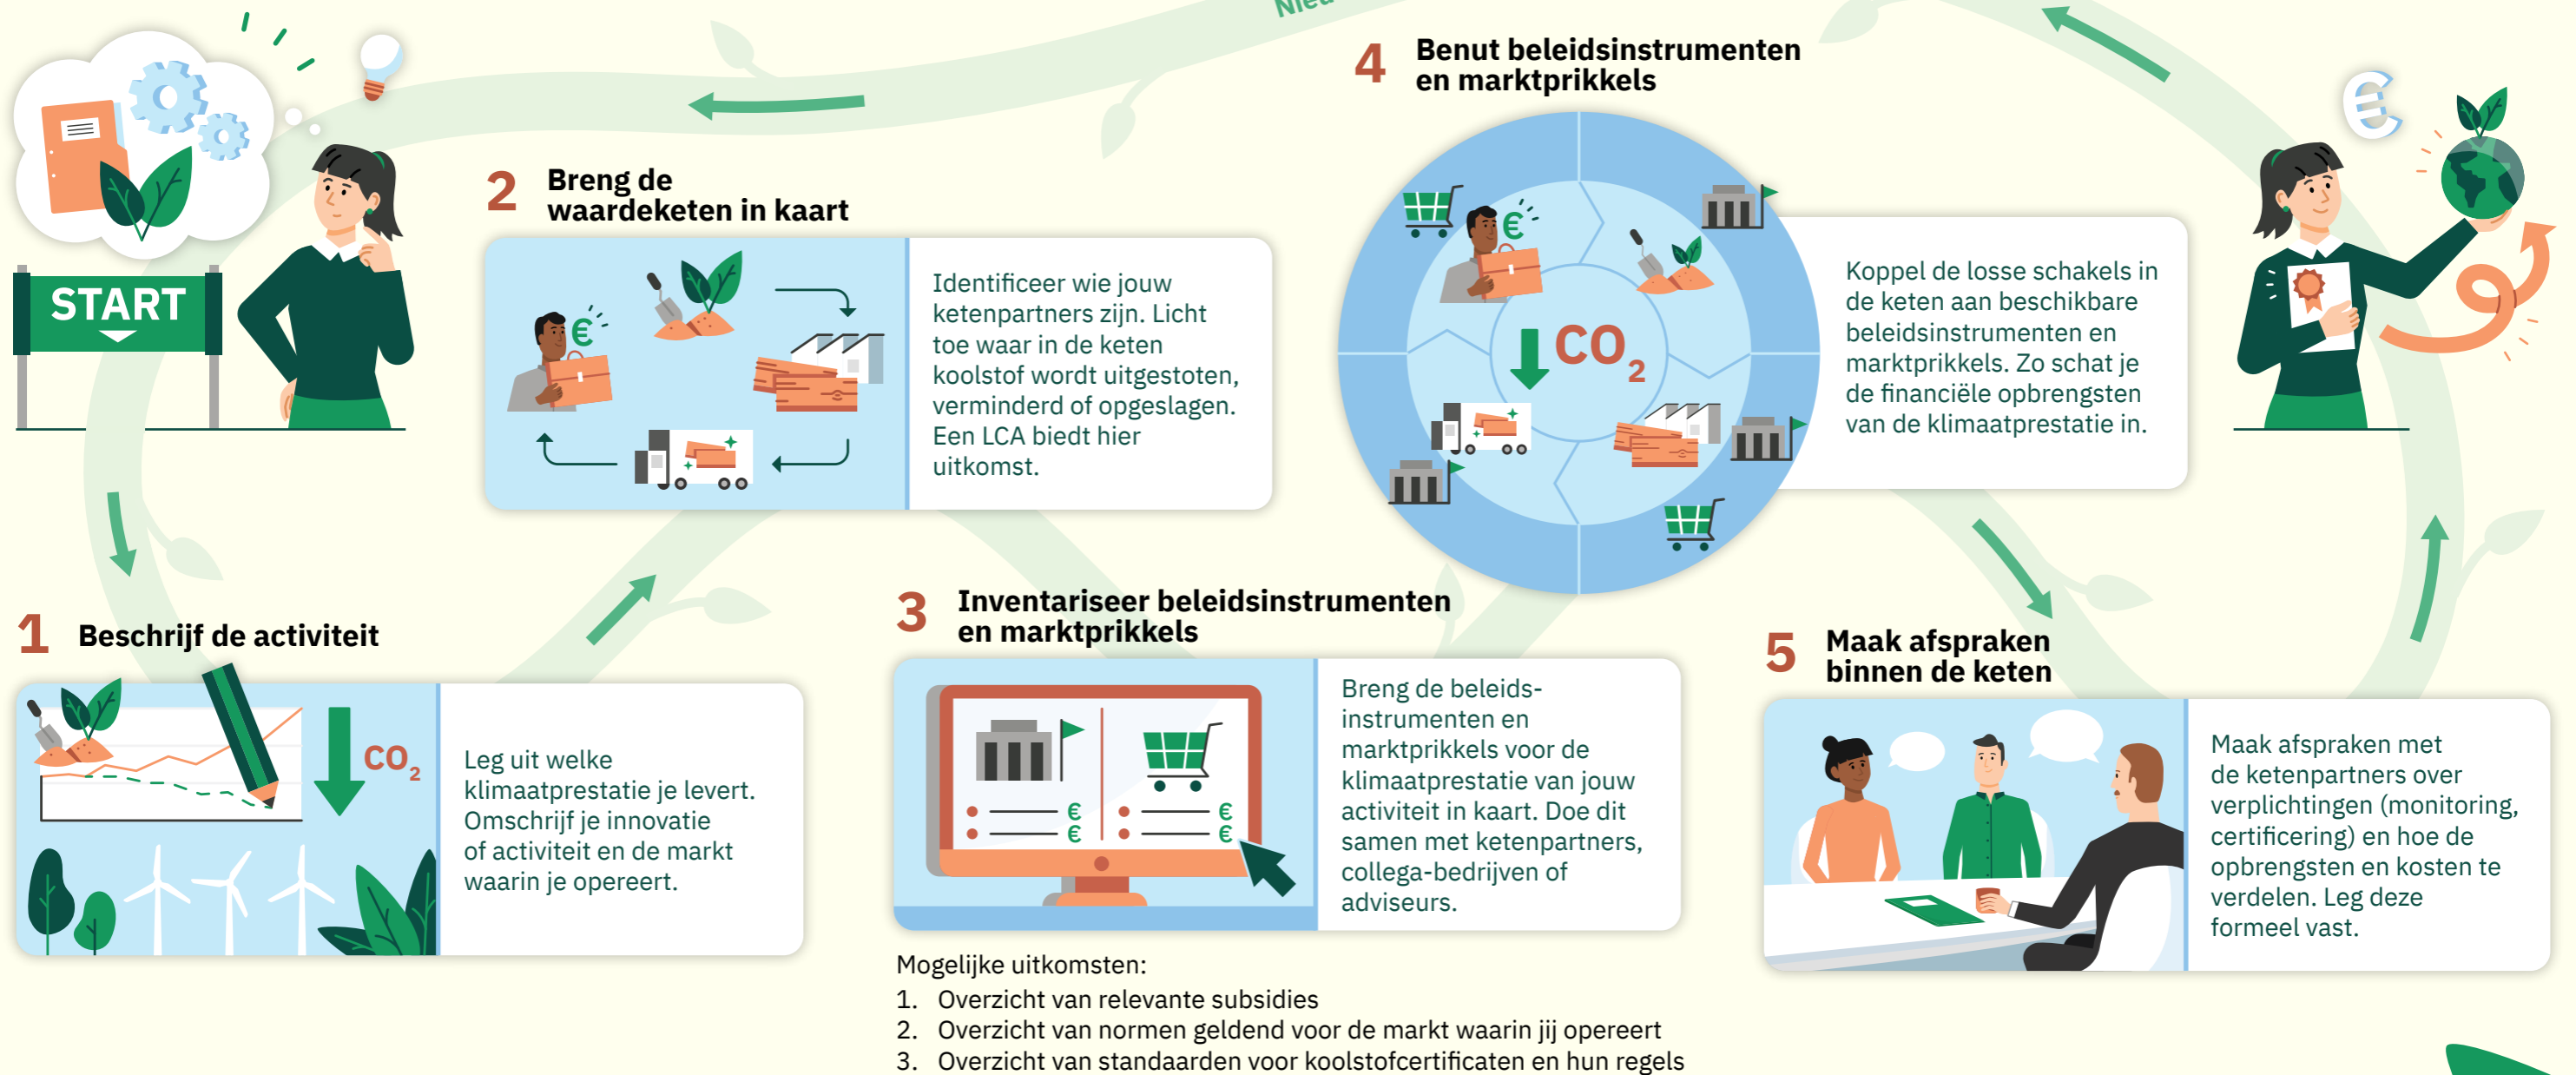 START
1 Beschrijf de activiteit
CO2
Leg uit welke
klimaatprestatie je levert.
Omschrijf je innovatie
of activiteit en de markt
waarin je opereert.
2 Breng de
waardeketen in kaart
€
Identificeer wie jouw
ketenpartners zijn. Licht
toe waar in de keten
koolstof wordt uitgestoten,
verminderd of opgeslagen.
Een LCA biedt hier
uitkomst.
3 Inventariseer beleidsinstrumenten
en marktprikkels
€ €
€ €
Breng de beleids-
instrumenten en
marktprikkels voor de
klimaatprestatie van jouw
activiteit in kaart. Doe dit
samen met ketenpartners,
collega-bedrijven of
adviseurs.
Mogelijke uitkomsten:
1. Overzicht van relevante subsidies
2. Overzicht van normen geldend voor de markt waarin jij opereert
3. Overzicht van standaarden voor koolstofcertificaten en hun regels
4 Benut beleidsinstrumenten
en marktprikkels
€
CO2
Koppel de losse schakels in
de keten aan beschikbare
beleidsinstrumenten en
marktprikkels. Zo schat je
de financiële opbrengsten
van de klimaatprestatie in.
5 Maak afspraken
binnen de keten
Maak afspraken met
de ketenpartners over
verplichtingen (monitoring,
certificering) en hoe de
opbrengsten en kosten te
verdelen. Leg deze
formeel vast.
€